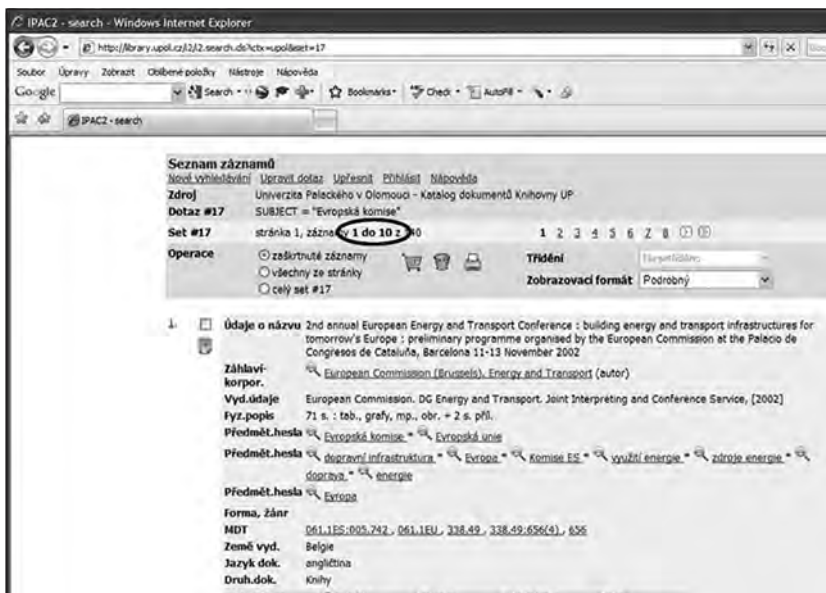 IPAC2 - search - Windows Internet Explorer
http://library.upol.cz/i2/i2.search.ds?ctx=upol&set=17
Soubor Úpravy Zobrazit Oblíbené položky Nástroje Nápověda
Google Search Bookmarks Check AutoFill
IPAC2 - search
Seznam záznamů
Nové vyhledávání Upravit dotaz Upřesnit Přihlásit Nápověda
Zdroj Univerzita Palackého v Olomouci - Katalog dokumentů Knihovny UP
Dotaz #17 SUBJECT = "Evropská komise"
Set #17 stránka 1, záznamy 1 do 10 z 1 2 3 4 5 6 7 8
Operace zaškrtnuté záznamy Třídění
všechny ze stránky Zobrazovací formát Podrobný
celý set #17
1. Údaje o názvu 2nd annual European Energy and Transport Conference : building energy and transport infrastructures for
tomorrow's Europe : preliminary programme organised by the European Commission at the Palacio de
Congresos de Cataluňa, Barcelona 11-13 November 2002
Záhlaví-
korpor. European Commission (Brussels). Energy and Transport (autor)
Vyd.údaje European Commission. DG Energy and Transport. Joint Interpreting and Conference Service, [2002]
Fyz.popis 71 s. : tab., grafy, mp., obr. + 2 s. příl.
Předmět.hesla Evropská komise * Evropská unie
Předmět.hesla dopravní infrastruktura * Evropa * Komise ES * využití energie * zdroje energie *
doprava * energie
Předmět.hesla Evropa
Forma, žánr
MDT 061.1ES:005.742 , 061.1EU , 338.49 , 338.49:656(4) , 656
Země vyd. Belgie
Jazyk dok. angličtina
Druh.dok. Knihy